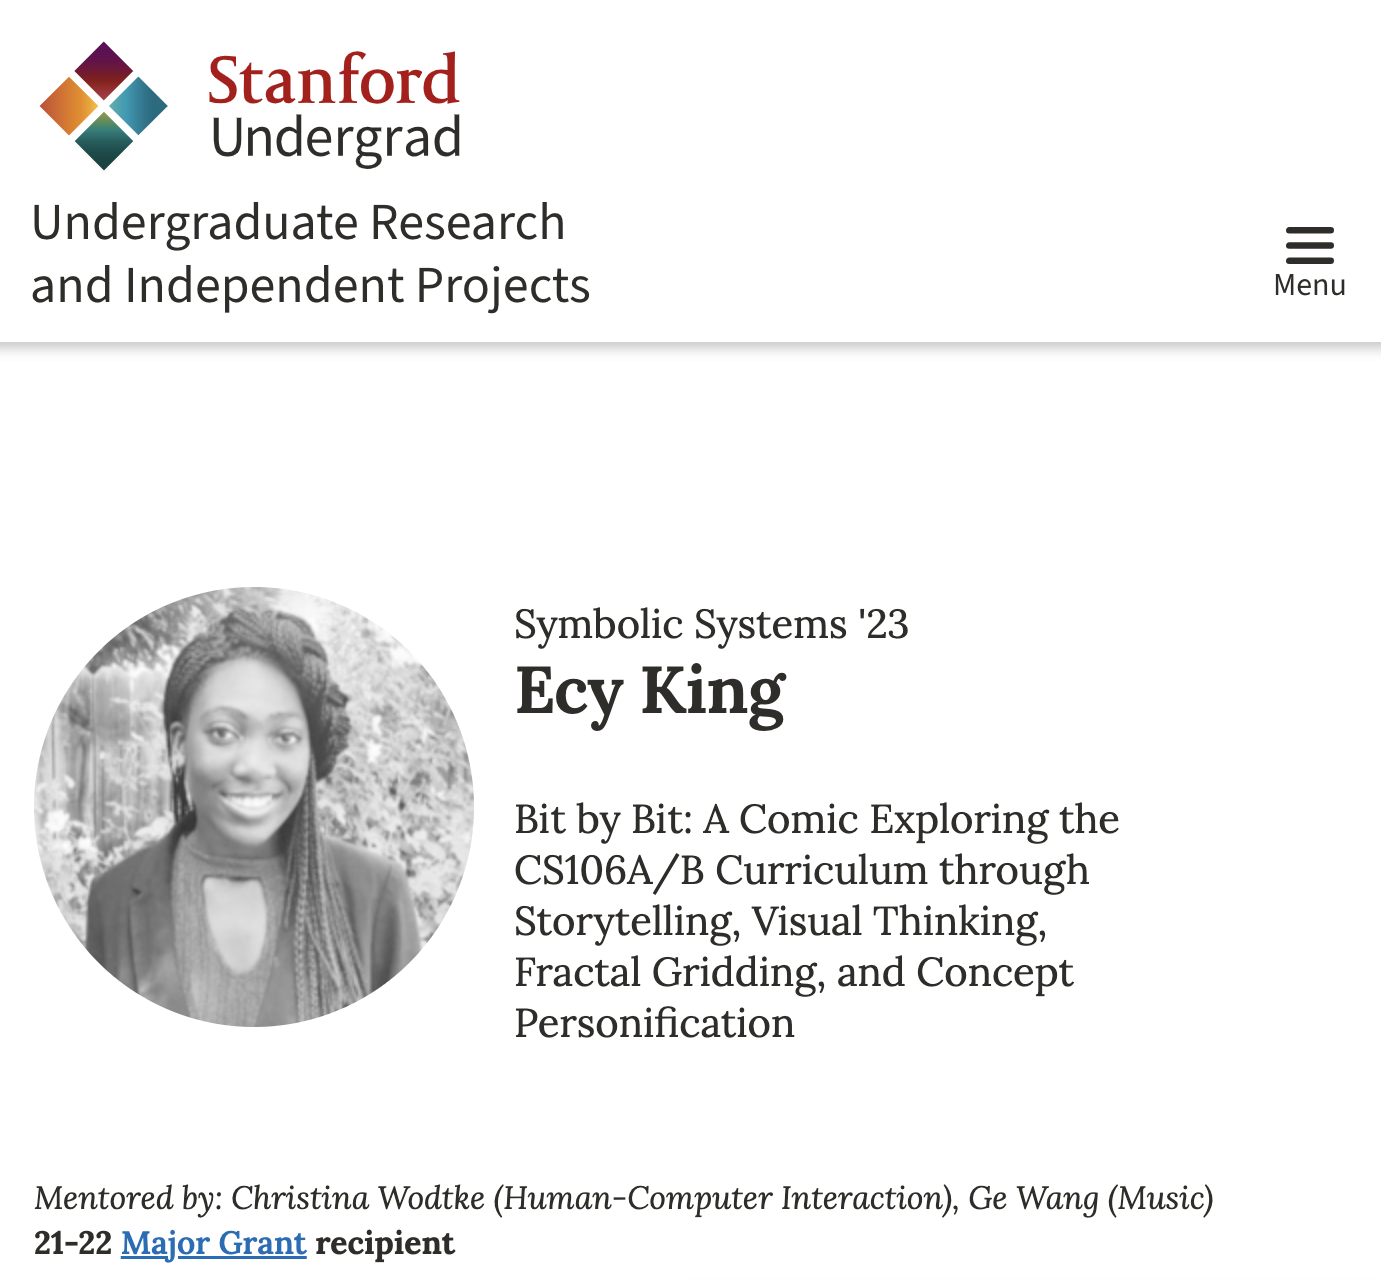 Stanford
Undergrad
Undergraduate Research
and Independent Projects
Menu
Symbolic Systems '23
Ecy King
Bit by Bit: A Comic Exploring the
CS106A/B Curriculum through
Storytelling, Visual Thinking,
Fractal Gridding, and Concept
Personification
Mentored by: Christina Wodtke (Human-Computer Interaction), Ge Wang (Music)
21-22 Major Grant recipient